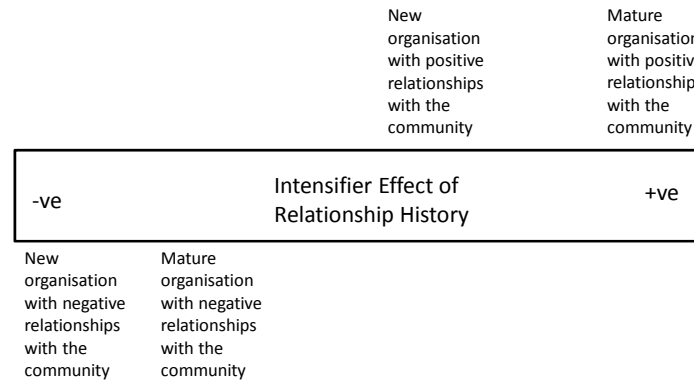 New
organisation
with positive
relationships
with the
community
Mature
organisation
with positiv
relationship
with the
community
-ve
Intensifier Effect of
Relationship History
+ve
New
organisation
with negative
relationships
with the
community
Mature
organisation
with negative
relationships
with the
community